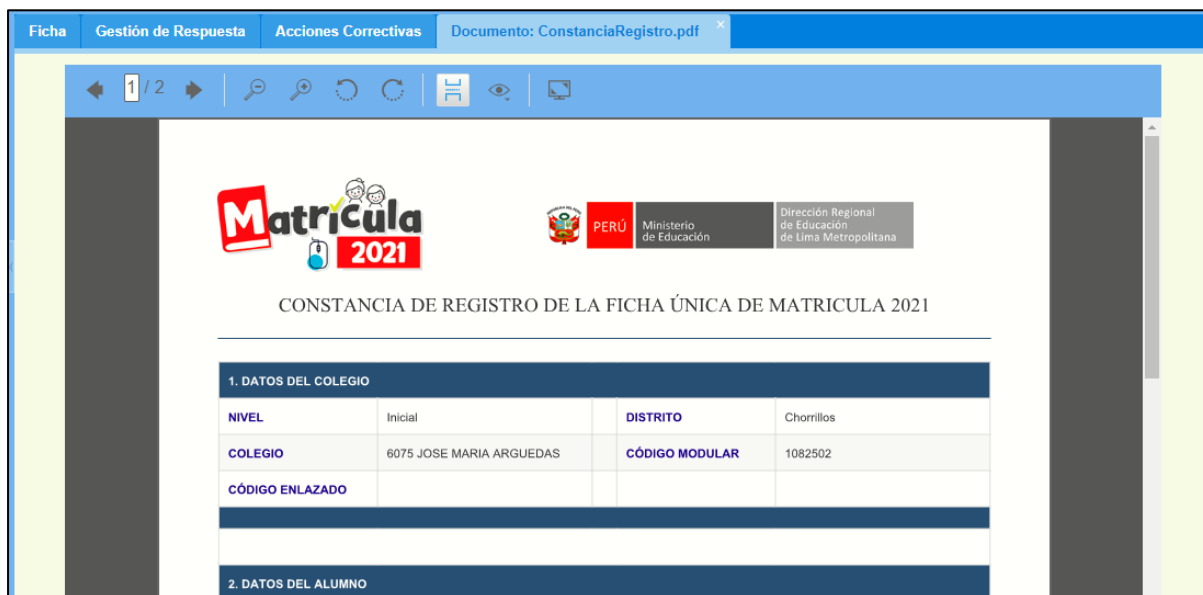 Ficha Gestión de Respuesta Acciones Correctivas Documento: ConstanciaRegistro.pdf ×
1 / 2
Matrícula
2021
PERÚ Ministerio de Educación Dirección Regional de Educación de Lima Metropolitana
CONSTANCIA DE REGISTRO DE LA FICHA ÚNICA DE MATRICULA 2021
1. DATOS DEL COLEGIO
NIVEL Inicial DISTRITO Chorrillos
COLEGIO 6075 JOSE MARIA ARGUEDAS CÓDIGO MODULAR 1082502
CÓDIGO ENLAZADO
2. DATOS DEL ALUMNO